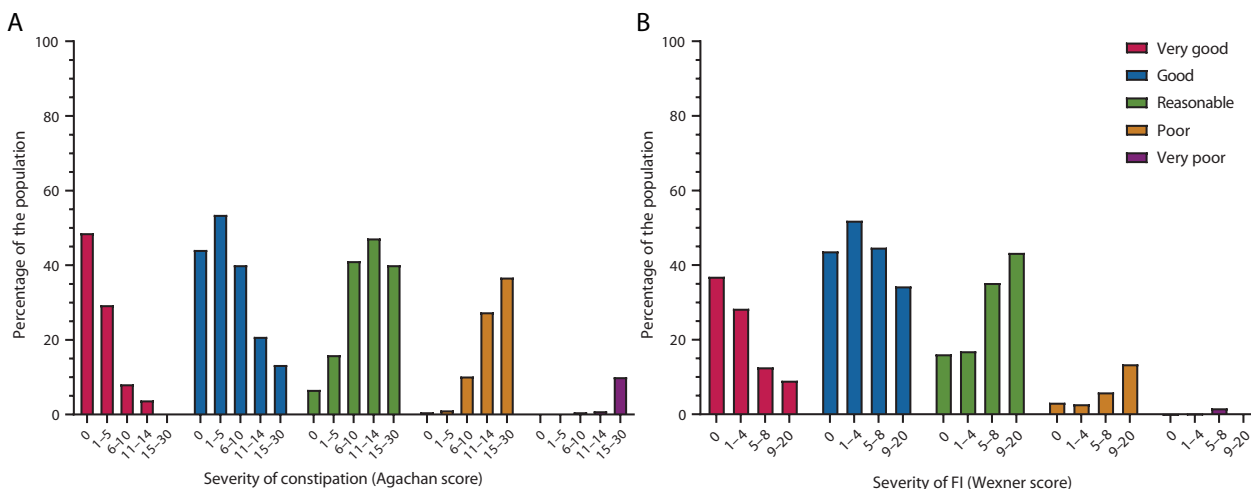 A
100
80
60
40
20
0
Percentage of the population
0 1–5 6–10 11–14 15–30
0 1–5 6–10 11–14 15–30
0 1–5 6–10 11–14 15–30
0 1–5 6–10 11–14 15–30
0 1–5 6–10 11–14 15–30
Severity of constipation (Agachan score)
B
100
80
60
40
20
0
Percentage of the population
0 1–4 5–8 9–20
0 1–4 5–8 9–20
0 1–4 5–8 9–20
0 1–4 5–8 9–20
0 1–4 5–8 9–20
Severity of FI (Wexner score)
Very good
Good
Reasonable
Poor
Very poor